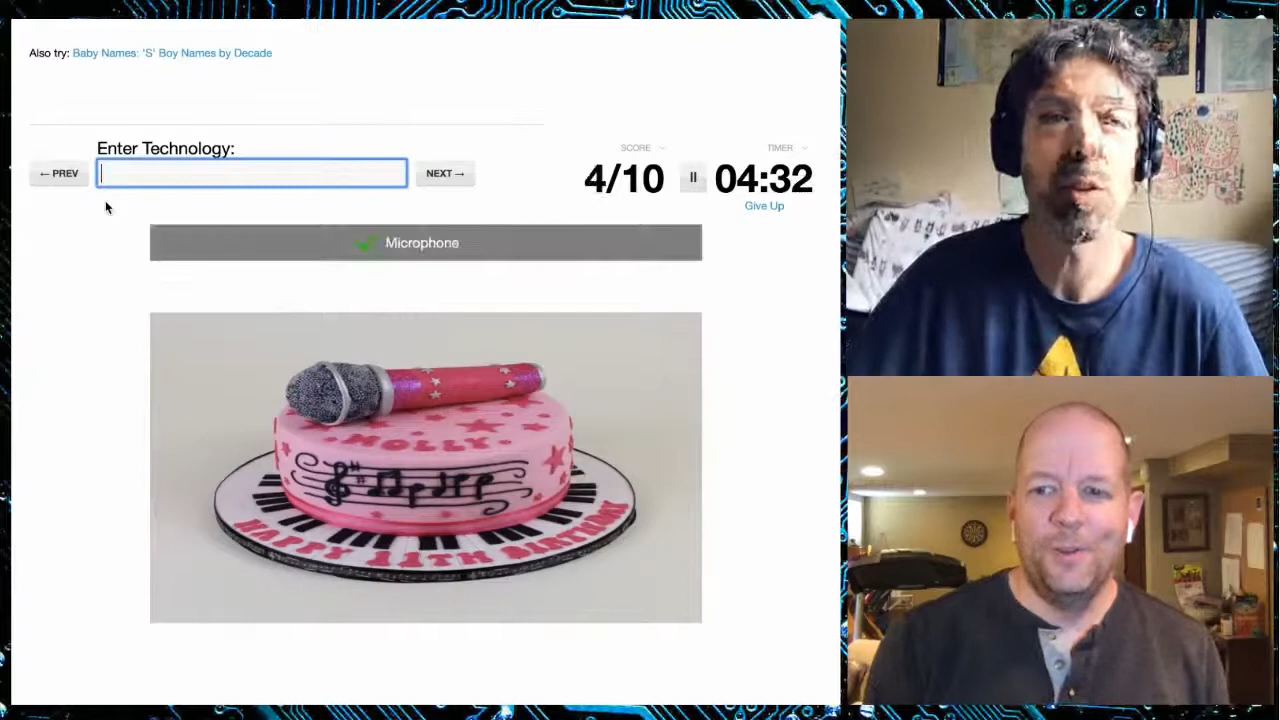 Also try: Baby Names: 'S' Boy Names by Decade
Enter Technology:
← PREV
NEXT →
SCORE
4/10
TIMER
04:32
Give Up
Microphone
MOLLY
HAPPY 11TH BIRTHDAY